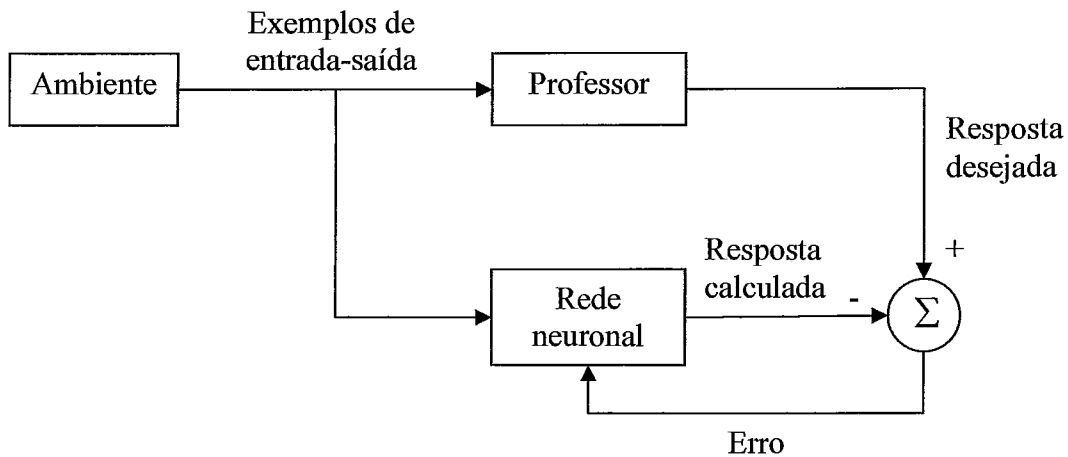 Exemplos de
entrada-saída
Ambiente
Professor
Resposta
desejada
Resposta
calculada
+
-
Σ
Rede
neuronal
Erro